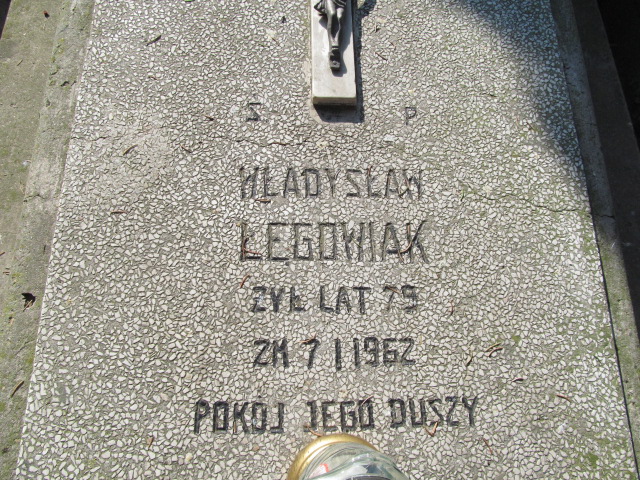 S P
WŁADYSŁAW
ŁEGOWIAK
ŻYŁ LAT 79
ZM 7 I 1962
POKÓJ JEGO DUSZY